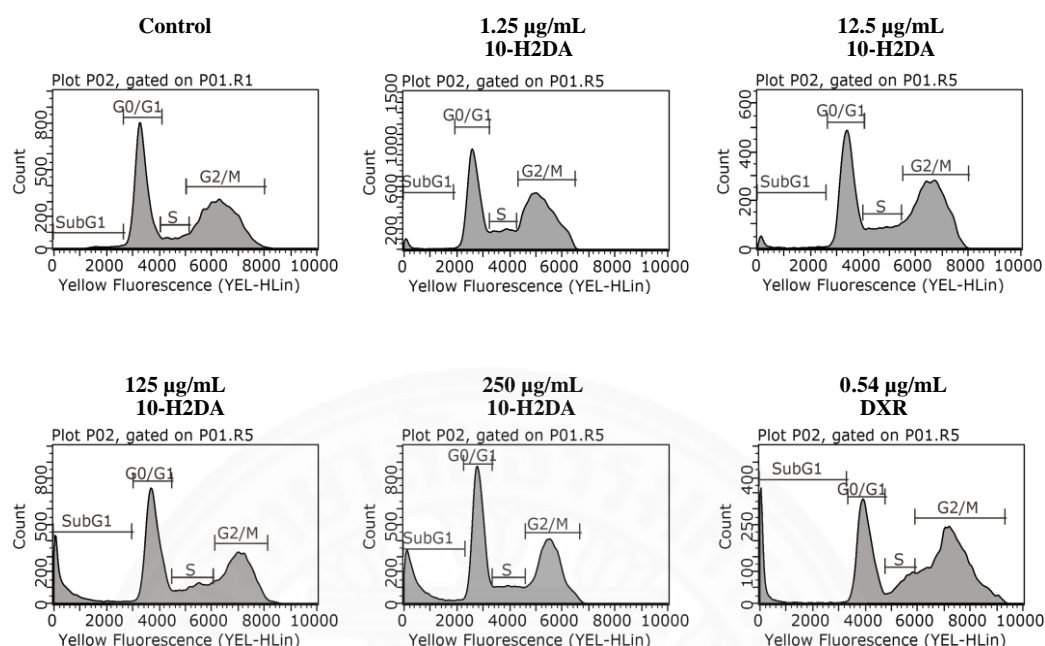 Control
1.25 µg/mL
10-H2DA
12.5 µg/mL
10-H2DA
Plot P02, gated on P01.R1
Count
0 200 500 800
SubG1
G0/G1
S
G2/M
0 2000 4000 6000 8000 10000
Yellow Fluorescence (YEL-HLin)
Plot P02, gated on P01.R5
Count
200 600 1000 1500
SubG1
G0/G1
S
G2/M
0 2000 4000 6000 8000 10000
Yellow Fluorescence (YEL-HLin)
Plot P02, gated on P01.R5
Count
0 200 400 600
SubG1
G0/G1
S
G2/M
0 2000 4000 6000 8000 10000
Yellow Fluorescence (YEL-HLin)
125 µg/mL
10-H2DA
250 µg/mL
10-H2DA
0.54 µg/mL
DXR
Plot P02, gated on P01.R5
Count
0 200 500 800
SubG1
G0/G1
S
G2/M
0 2000 4000 6000 8000 10000
Yellow Fluorescence (YEL-HLin)
Plot P02, gated on P01.R5
Count
0 200 500 800
SubG1
G0/G1
S
G2/M
0 2000 4000 6000 8000 10000
Yellow Fluorescence (YEL-HLin)
Plot P02, gated on P01.R5
Count
0 100 250 400
SubG1
G0/G1
S
G2/M
0 2000 4000 6000 8000 10000
Yellow Fluorescence (YEL-HLin)